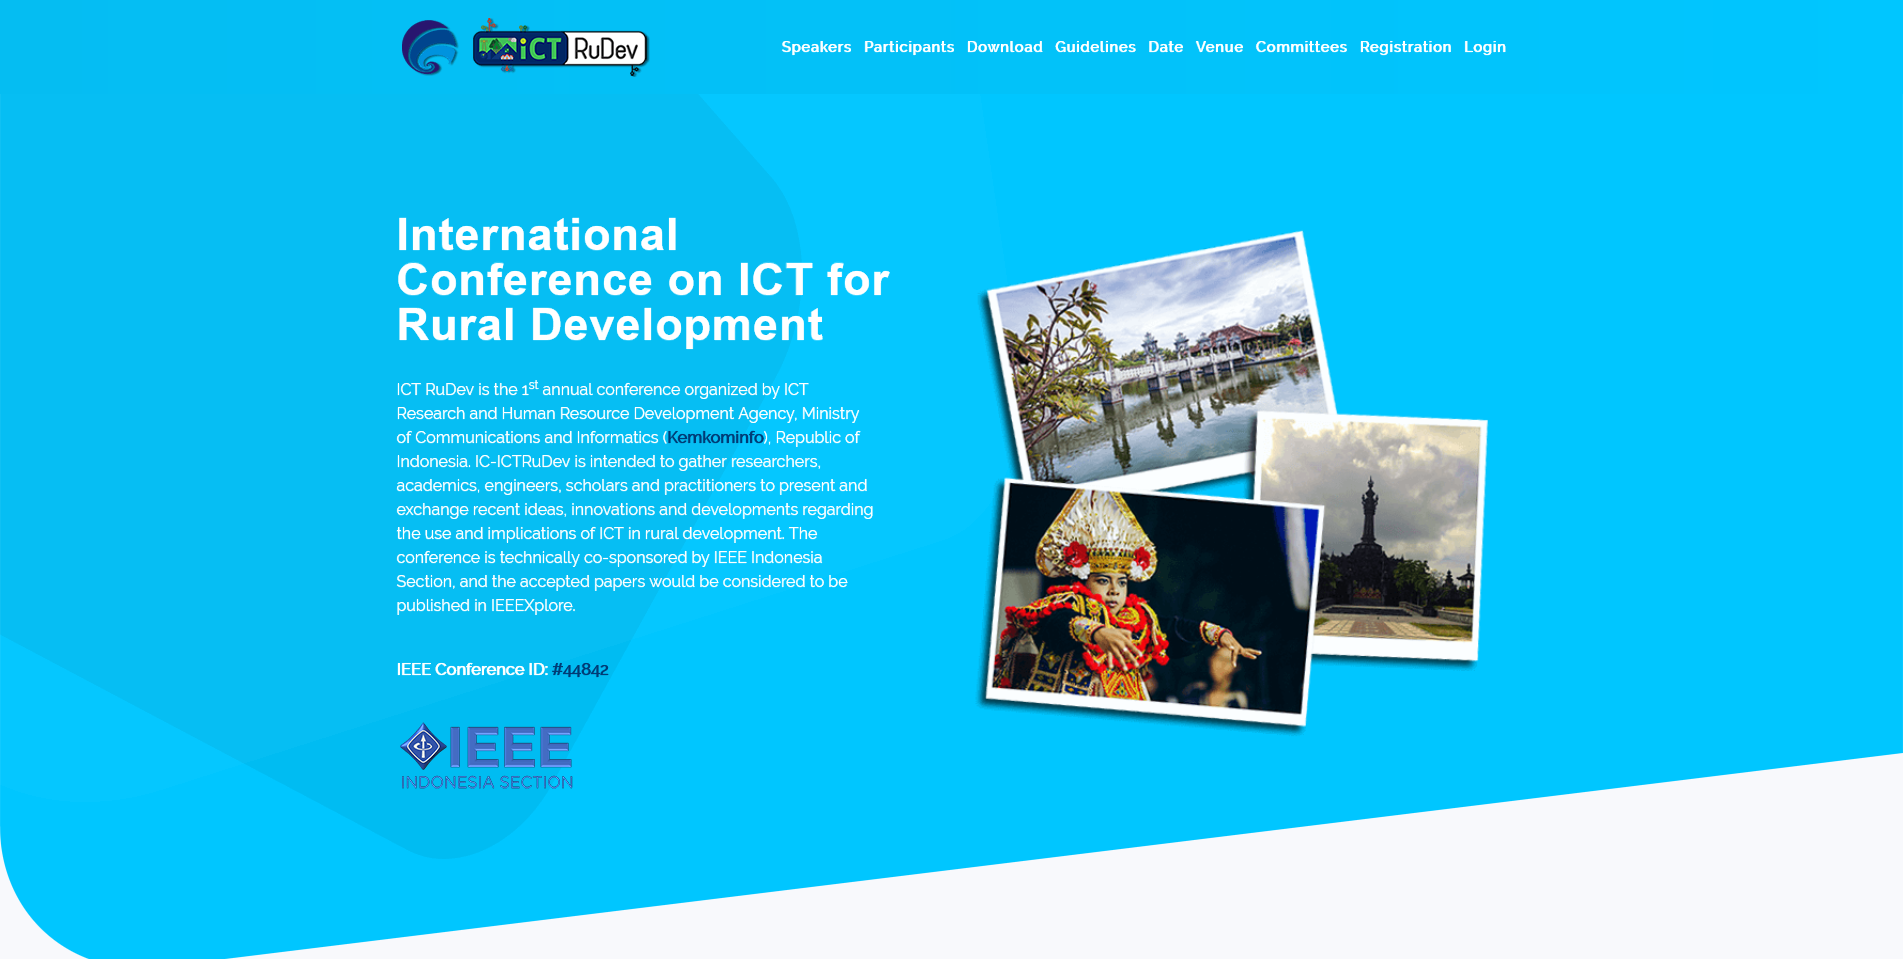 iCT RuDev
Speakers Participants Download Guidelines Date Venue Committees Registration Login
International
Conference on ICT for
Rural Development
ICT RuDev is the 1st annual conference organized by ICT
Research and Human Resource Development Agency, Ministry
of Communications and Informatics (Kemkominfo), Republic of
Indonesia. IC-ICTRuDev is intended to gather researchers,
academics, engineers, scholars and practitioners to present and
exchange recent ideas, innovations and developments regarding
the use and implications of ICT in rural development. The
conference is technically co-sponsored by IEEE Indonesia
Section, and the accepted papers would be considered to be
published in IEEEXplore.
IEEE Conference ID: #44842
IEEE
INDONESIA SECTION